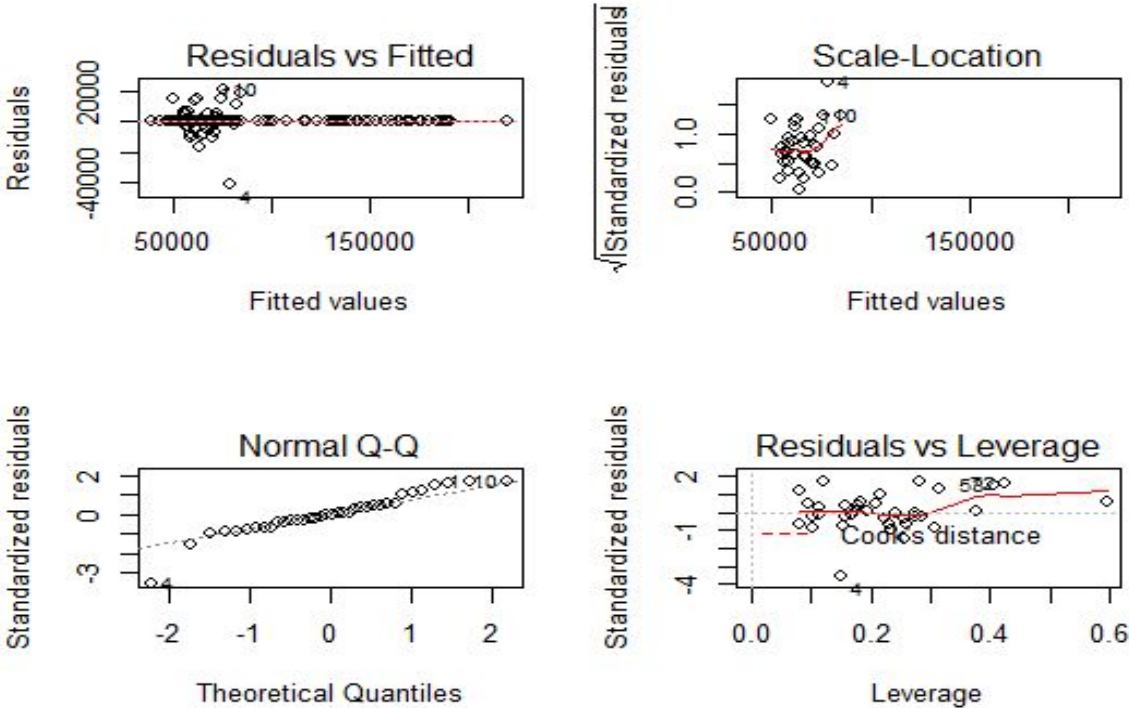 Residuals vs Fitted
Residuals
20000
-40000
10
4
50000 150000
Fitted values
Scale-Location
√|Standardized residuals|
1.0
0.0
4
10
50000 150000
Fitted values
Normal Q-Q
Standardized residuals
2
0
-3
10
4
-2 -1 0 1 2
Theoretical Quantiles
Residuals vs Leverage
Standardized residuals
2
-1
-4
Cook's distance
4
0.0 0.2 0.4 0.6
Leverage